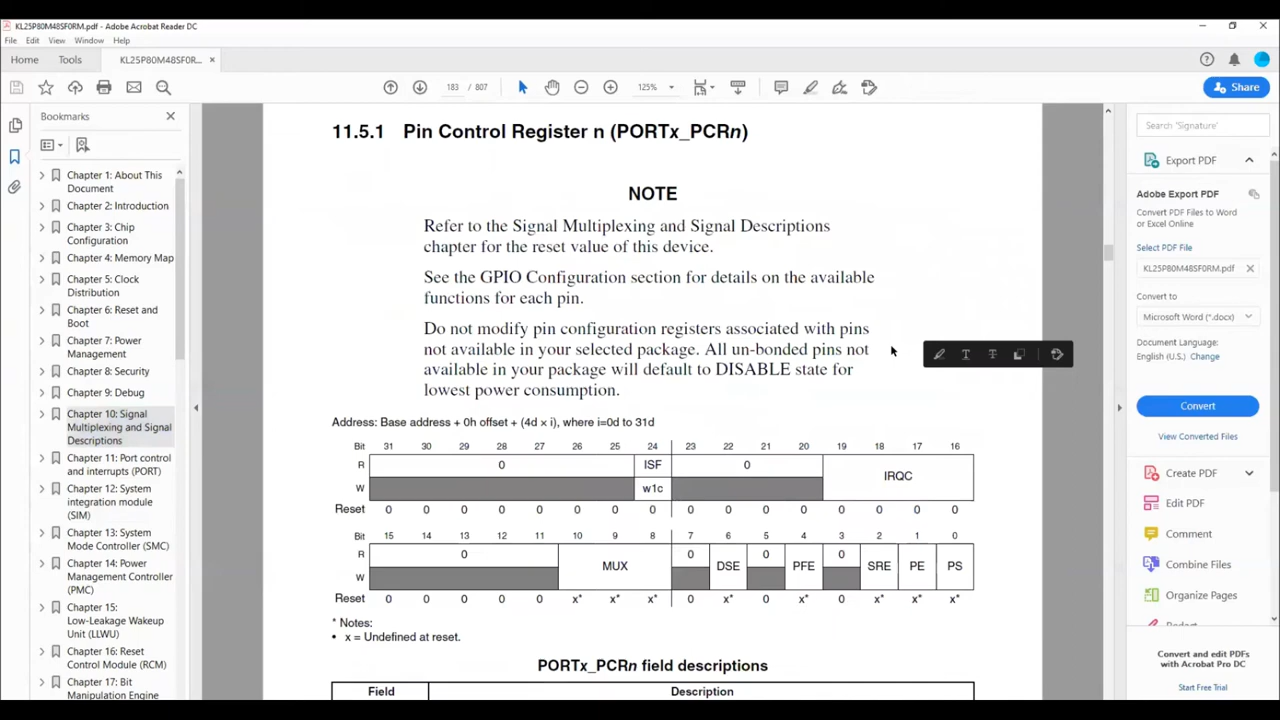 KL25P80M48SF0RM.pdf - Adobe Acrobat Reader DC
File Edit View Window Help
Home Tools KL25P80M48SF0R... ×
183 / 807 125% Share
Bookmarks
Chapter 1: About This
Document
Chapter 2: Introduction
Chapter 3: Chip
Configuration
Chapter 4: Memory Map
Chapter 5: Clock
Distribution
Chapter 6: Reset and
Boot
Chapter 7: Power
Management
Chapter 8: Security
Chapter 9: Debug
Chapter 10: Signal
Multiplexing and Signal
Descriptions
Chapter 11: Port control
and interrupts (PORT)
Chapter 12: System
integration module
(SIM)
Chapter 13: System
Mode Controller (SMC)
Chapter 14: Power
Management Controller
(PMC)
Chapter 15:
Low-Leakage Wakeup
Unit (LLWU)
Chapter 16: Reset
Control Module (RCM)
Chapter 17: Bit
Manipulation Engine
11.5.1 Pin Control Register n (PORTx_PCRn)
NOTE
Refer to the Signal Multiplexing and Signal Descriptions
chapter for the reset value of this device.
See the GPIO Configuration section for details on the available
functions for each pin.
Do not modify pin configuration registers associated with pins
not available in your selected package. All un-bonded pins not
available in your package will default to DISABLE state for
lowest power consumption.
Address: Base address + 0h offset + (4d × i), where i=0d to 31d
Bit 31 30 29 28 27 26 25 24 23 22 21 20 19 18 17 16
R 0 ISF 0 IRQC
W w1c
Reset 0 0 0 0 0 0 0 0 0 0 0 0 0 0 0 0
Bit 15 14 13 12 11 10 9 8 7 6 5 4 3 2 1 0
R 0 MUX 0 DSE 0 PFE 0 SRE PE PS
W
Reset 0 0 0 0 0 x* x* x* 0 x* 0 x* 0 x* x* x*
* Notes:
• x = Undefined at reset.
PORTx_PCRn field descriptions
Field Description
Search "Signature"
Export PDF
Adobe Export PDF
Convert PDF Files to Word
or Excel Online
Select PDF File
KL25P80M48SF0RM.pdf ×
Convert to
Microsoft Word (*.docx)
Document Language:
English (U.S.) Change
Convert
View Converted Files
Create PDF
Edit PDF
Comment
Combine Files
Organize Pages
Redact
Convert and edit PDFs
with Acrobat Pro DC
Start Free Trial